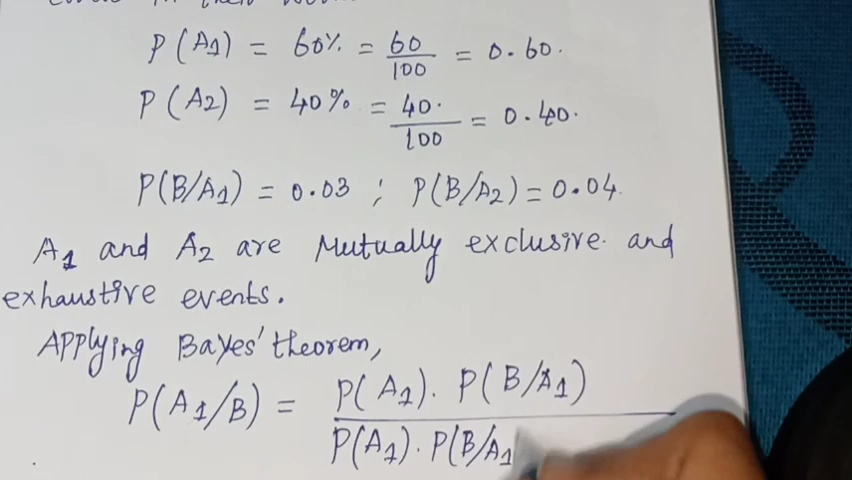 P(A1) = 60% = 60/100 = 0.60.
P(A2) = 40% = 40./100 = 0.40.
P(B/A1) = 0.03 ; P(B/A2) = 0.04.
A1 and A2 are Mutually exclusive. and
exhaustive events.
Applying Bayes' theorem,
P(A1/B) = P(A1). P(B/A1)
P(A1). P(B/A1